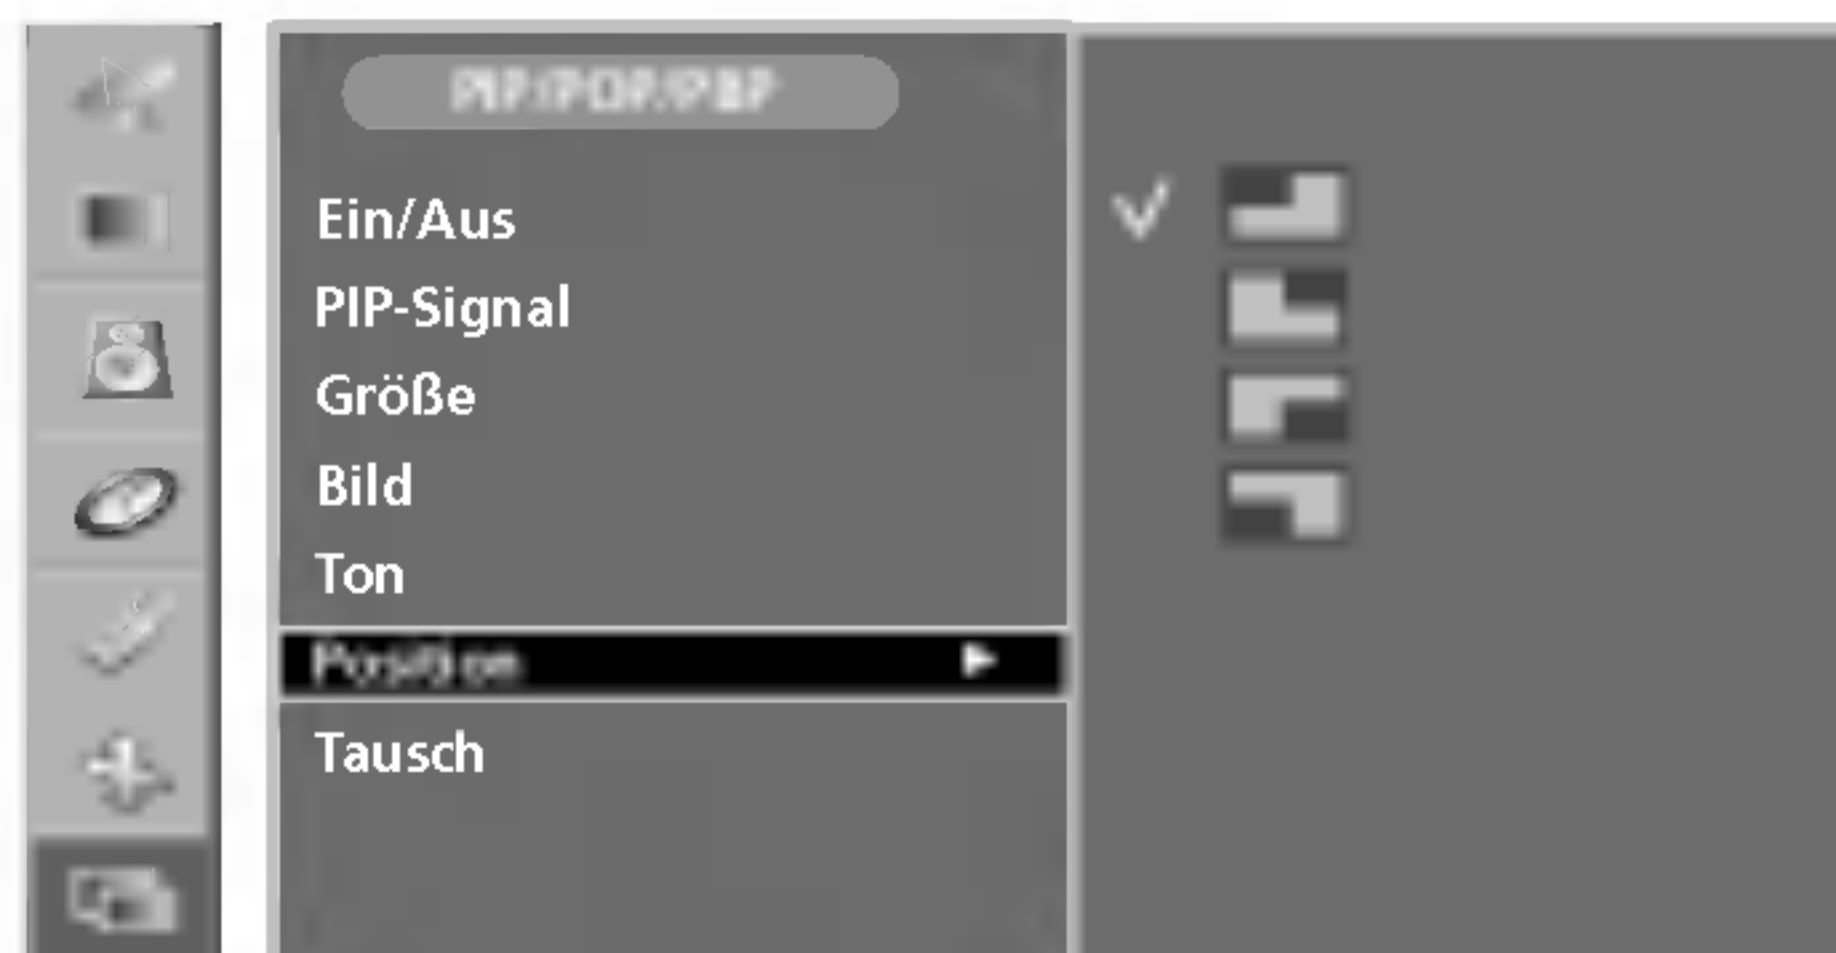 PIP/POP/PBP
Ein/Aus
PIP-Signal
Größe
Bild
Ton
Position
Tausch